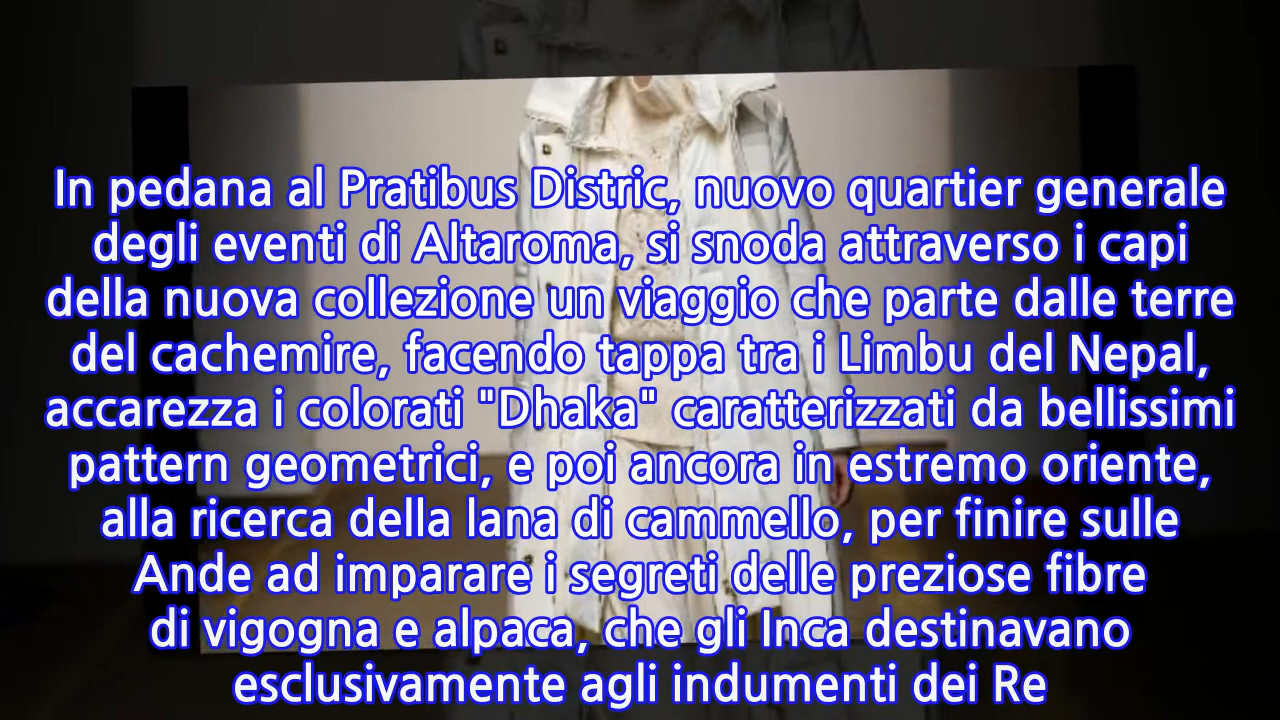 In pedana al Pratibus Distric, nuovo quartier generale
degli eventi di Altaroma, si snoda attraverso i capi
della nuova collezione un viaggio che parte dalle terre
del cachemire, facendo tappa tra i Limbu del Nepal,
accarezza i colorati "Dhaka" caratterizzati da bellissimi
pattern geometrici, e poi ancora in estremo oriente,
alla ricerca della lana di cammello, per finire sulle
Ande ad imparare i segreti delle preziose fibre
di vigogna e alpaca, che gli Inca destinavano
esclusivamente agli indumenti dei Re